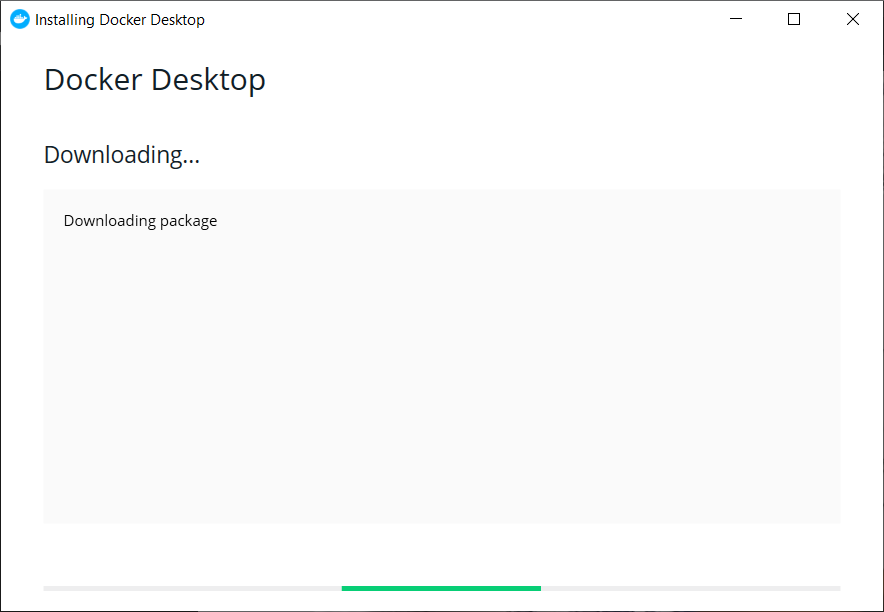 Installing Docker Desktop
Docker Desktop
Downloading...
Downloading package